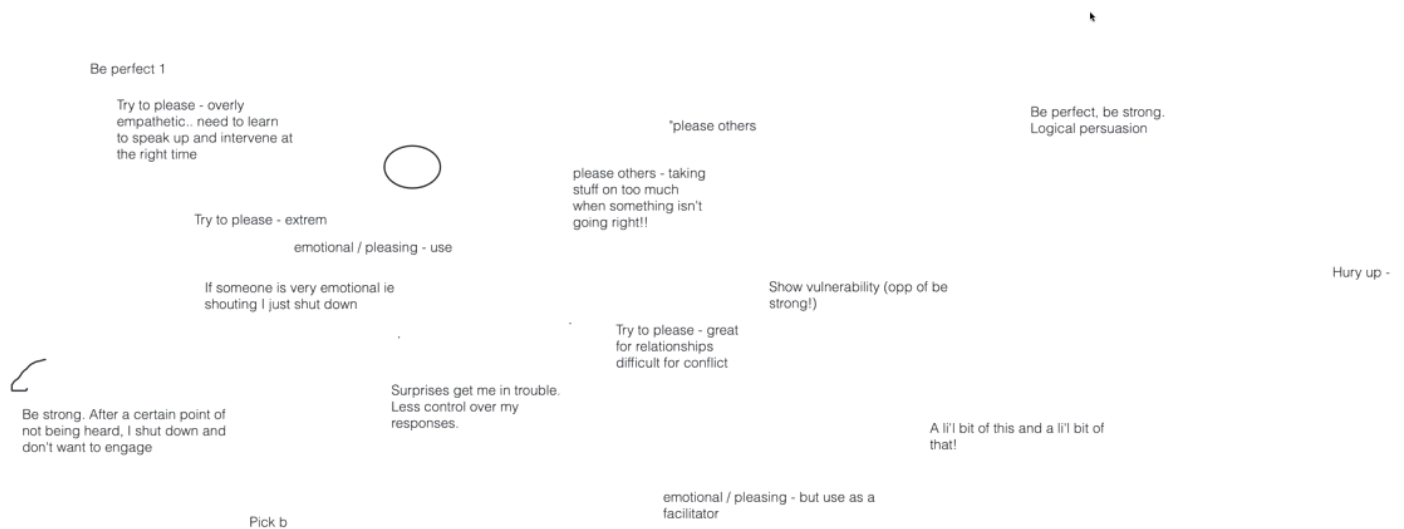 Be perfect 1
Try to please - overly
empathetic.. need to learn
to speak up and intervene at
the right time
"please others
Be perfect, be strong.
Logical persuasion
please others - taking
stuff on too much
when something isn't
going right!!
Try to please - extrem
emotional / pleasing - use
If someone is very emotional ie
shouting I just shut down
Show vulnerability (opp of be
strong!)
Hury up -
Try to please - great
for relationships
difficult for conflict
Surprises get me in trouble.
Less control over my
responses.
Be strong. After a certain point of
not being heard, I shut down and
don't want to engage
A li'l bit of this and a li'l bit of
that!
emotional / pleasing - but use as a
facilitator
Pick b